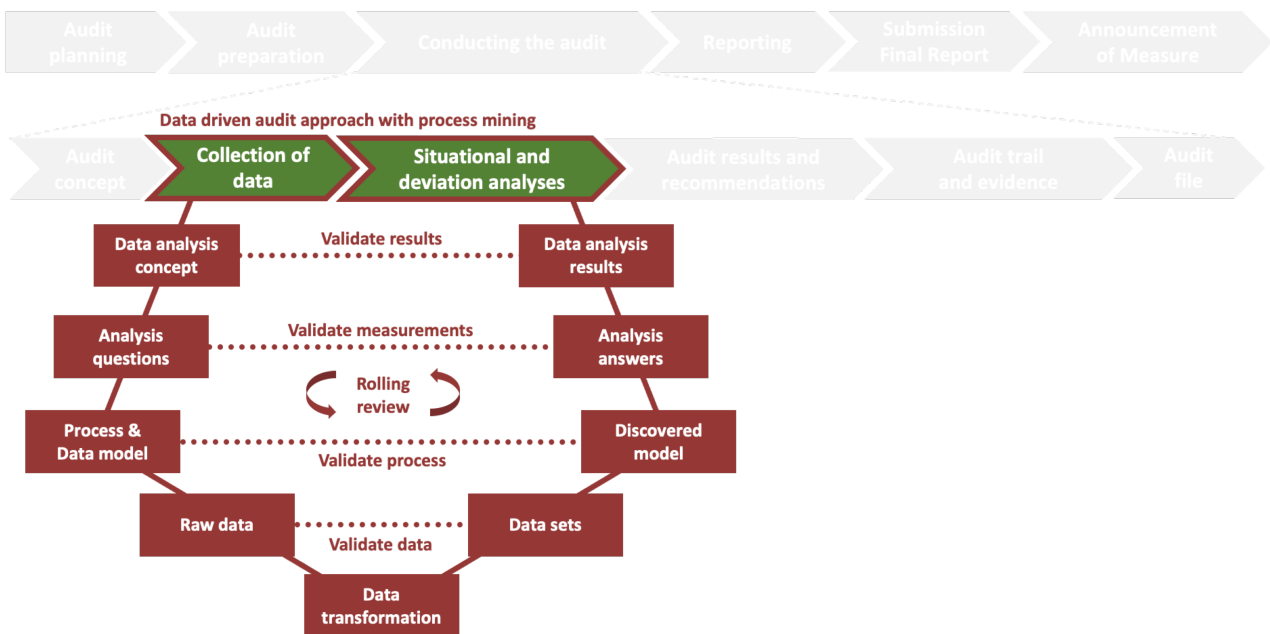 Audit
planning
Audit
preparation
Conducting the audit
Reporting
Submission
Final Report
Announcement
of Measure
Data driven audit approach with process mining
Audit
concept
Collection of
data
Situational and
deviation analyses
Audit results and
recommendations
Audit trail
and evidence
Audit
file
Data analysis
concept
Validate results
Data analysis
results
Analysis
questions
Validate measurements
Analysis
answers
Rolling
review
Process &
Data model
Validate process
Discovered
model
Raw data
Validate data
Data sets
Data
transformation